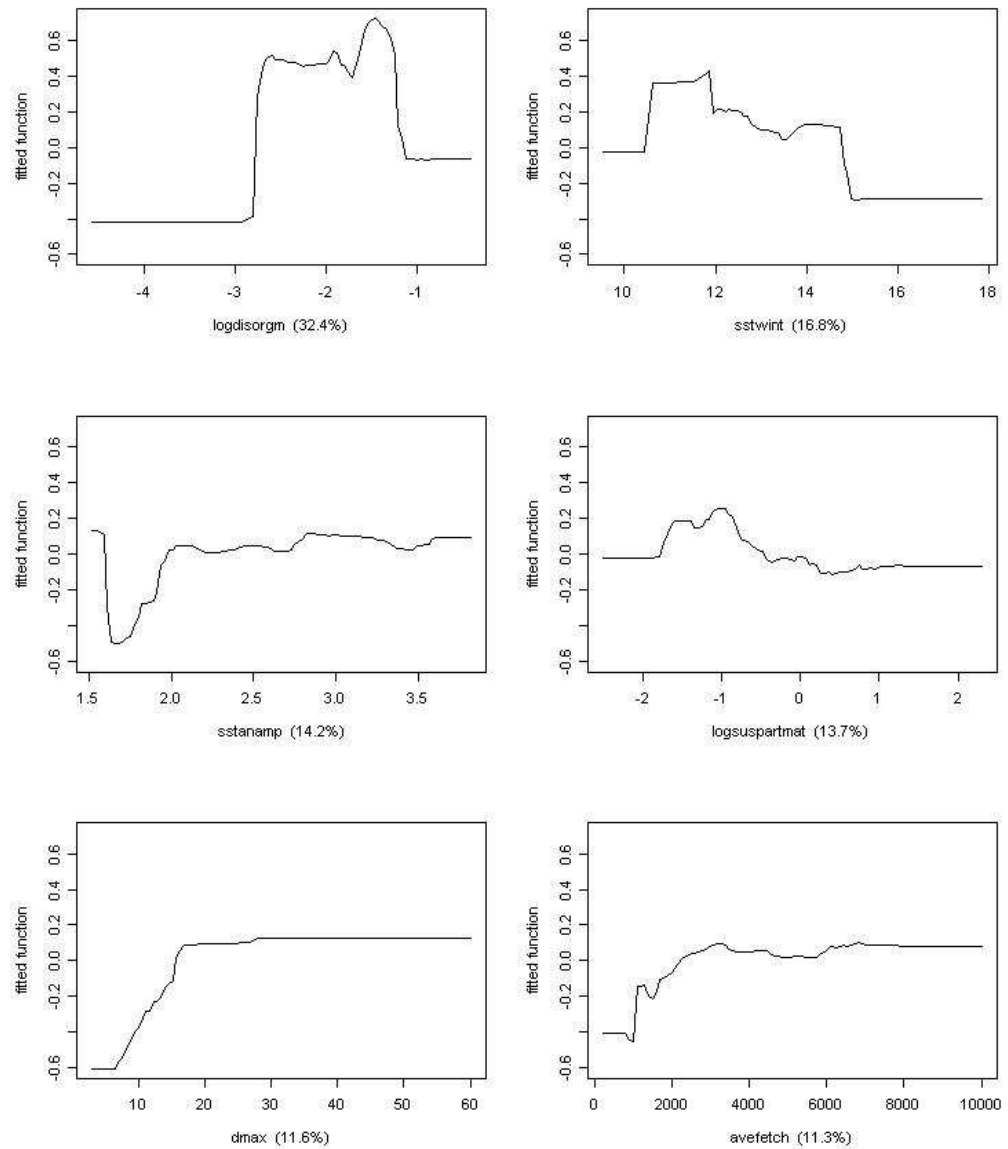 fitted function
0.6
0.4
0.2
0.0
-0.2
-0.6
-4 -3 -2 -1
logdisorgm (32.4%)
fitted function
0.6
0.4
0.2
0.0
-0.2
-0.6
10 12 14 16 18
sstwint (16.8%)
fitted function
0.6
0.4
0.2
0.0
-0.2
-0.6
1.5 2.0 2.5 3.0 3.5
sstanamp (14.2%)
fitted function
0.6
0.4
0.2
0.0
-0.2
-0.6
-2 -1 0 1 2
logsuspartmat (13.7%)
fitted function
0.6
0.4
0.2
0.0
-0.2
-0.6
10 20 30 40 50 60
dmax (11.6%)
fitted function
0.6
0.4
0.2
0.0
-0.2
-0.6
0 2000 4000 6000 8000 10000
avefetch (11.3%)